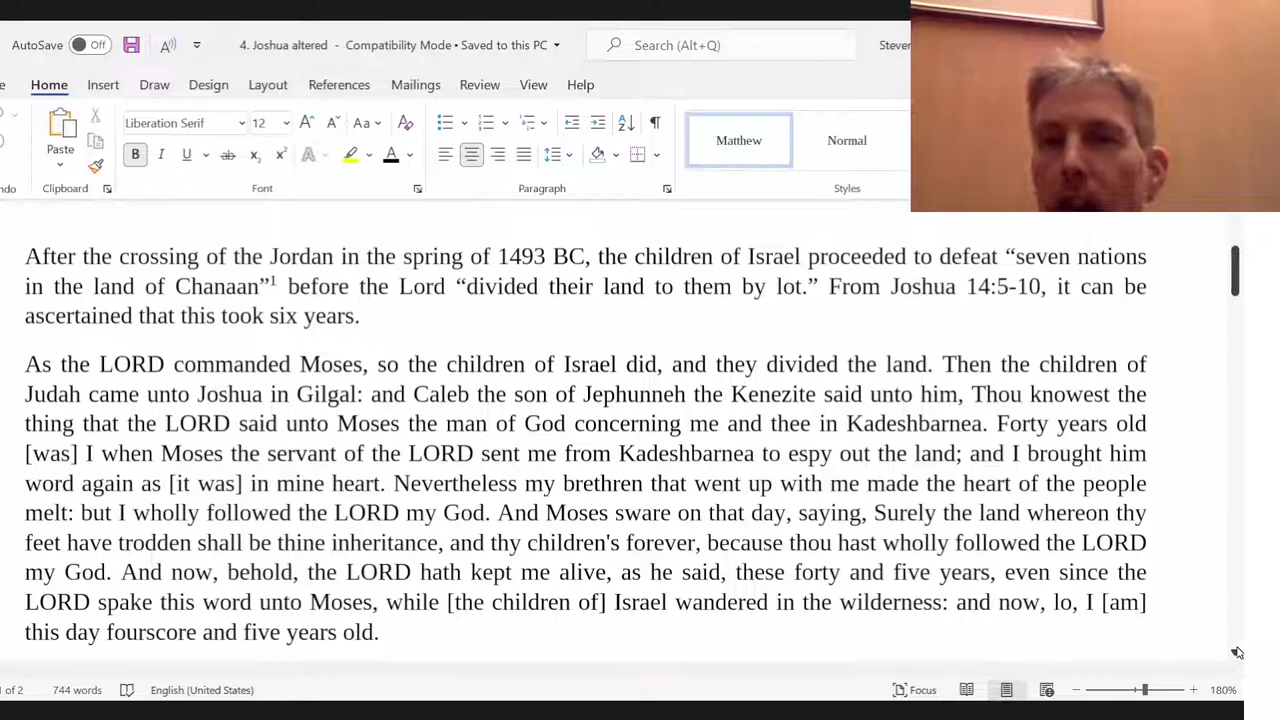 AutoSave Off 4. Joshua altered - Compatibility Mode • Saved to this PC Search (Alt+Q)
Home Insert Draw Design Layout References Mailings Review View Help
Liberation Serif 12 Aa
Paste B I U ab x₂ x² A A Matthew Normal
Clipboard Font Paragraph Styles
After the crossing of the Jordan in the spring of 1493 BC, the children of Israel proceeded to defeat “seven nations
in the land of Chanaan”¹ before the Lord “divided their land to them by lot.” From Joshua 14:5-10, it can be
ascertained that this took six years.
As the LORD commanded Moses, so the children of Israel did, and they divided the land. Then the children of
Judah came unto Joshua in Gilgal: and Caleb the son of Jephunneh the Kenezite said unto him, Thou knowest the
thing that the LORD said unto Moses the man of God concerning me and thee in Kadeshbarnea. Forty years old
[was] I when Moses the servant of the LORD sent me from Kadeshbarnea to espy out the land; and I brought him
word again as [it was] in mine heart. Nevertheless my brethren that went up with me made the heart of the people
melt: but I wholly followed the LORD my God. And Moses sware on that day, saying, Surely the land whereon thy
feet have trodden shall be thine inheritance, and thy children's forever, because thou hast wholly followed the LORD
my God. And now, behold, the LORD hath kept me alive, as he said, these forty and five years, even since the
LORD spake this word unto Moses, while [the children of] Israel wandered in the wilderness: and now, lo, I [am]
this day fourscore and five years old.
of 2 744 words English (United States) Focus 180%